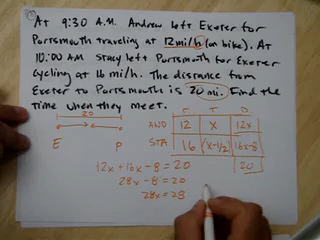 At 9:30 A.M. Andrew left Exeter for
Portsmouth traveling at 12 mi/h (on bike). At
10:00 AM Stacy left Portsmouth for Exeter
cycling at 16 mi/h. The distance from
Exeter to Portsmouth is 20 mi. Find the
time when they meet.
20
E P
R T D
AND 12 x 12x
STA 16 (x-1/2) 16x-8
20
12x + 16x - 8 = 20
28x - 8 = 20
28x = 28